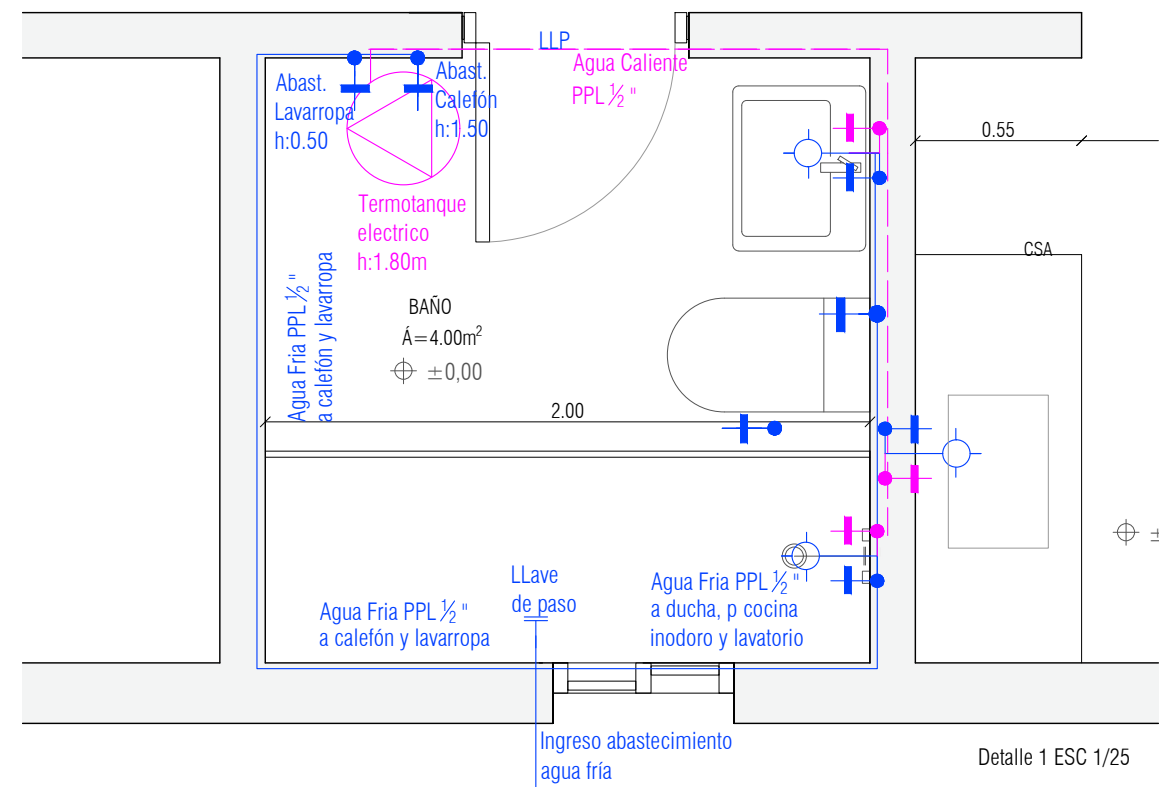 LLP
Agua Caliente
PPL ½ "
Abast.
Lavarropa
h:0.50
Abast.
Calefón
h:1.50
0.55
Termotanque
electrico
h:1.80m
CSA
Agua Fria PPL ½ "
a calefón y lavarropa
BAÑO
Á=4.00m²
±0,00
2.00
±
LLave
de paso
Agua Fria PPL ½ "
a calefón y lavarropa
Agua Fria PPL ½ "
a ducha, p cocina
inodoro y lavatorio
Ingreso abastecimiento
agua fría
Detalle 1 ESC 1/25